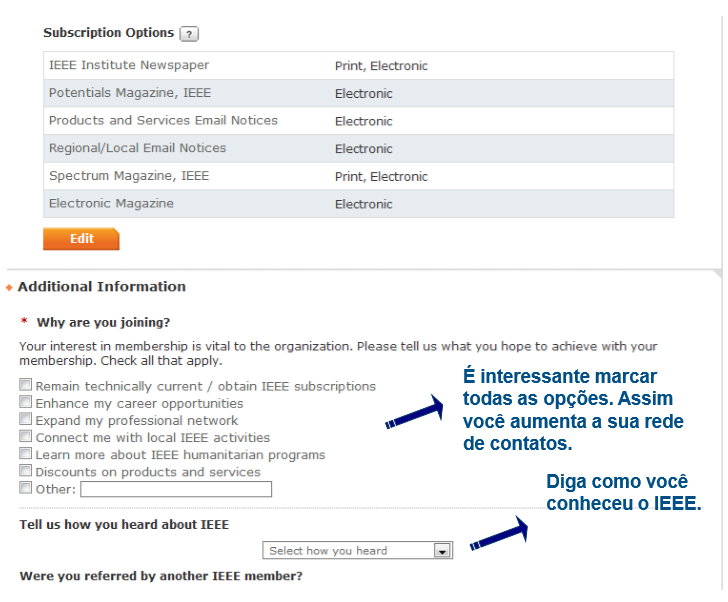 Subscription Options ?
IEEE Institute Newspaper Print, Electronic
Potentials Magazine, IEEE Electronic
Products and Services Email Notices Electronic
Regional/Local Email Notices Electronic
Spectrum Magazine, IEEE Print, Electronic
Electronic Magazine Electronic
Edit
Additional Information
* Why are you joining?
Your interest in membership is vital to the organization. Please tell us what you hope to achieve with your
membership. Check all that apply.
Remain technically current / obtain IEEE subscriptions
Enhance my career opportunities
Expand my professional network
Connect me with local IEEE activities
Learn more about IEEE humanitarian programs
Discounts on products and services
Other:
É interessante marcar
todas as opções. Assim
você aumenta a sua rede
de contatos.
Diga como você
conheceu o IEEE.
Tell us how you heard about IEEE
Select how you heard
Were you referred by another IEEE member?